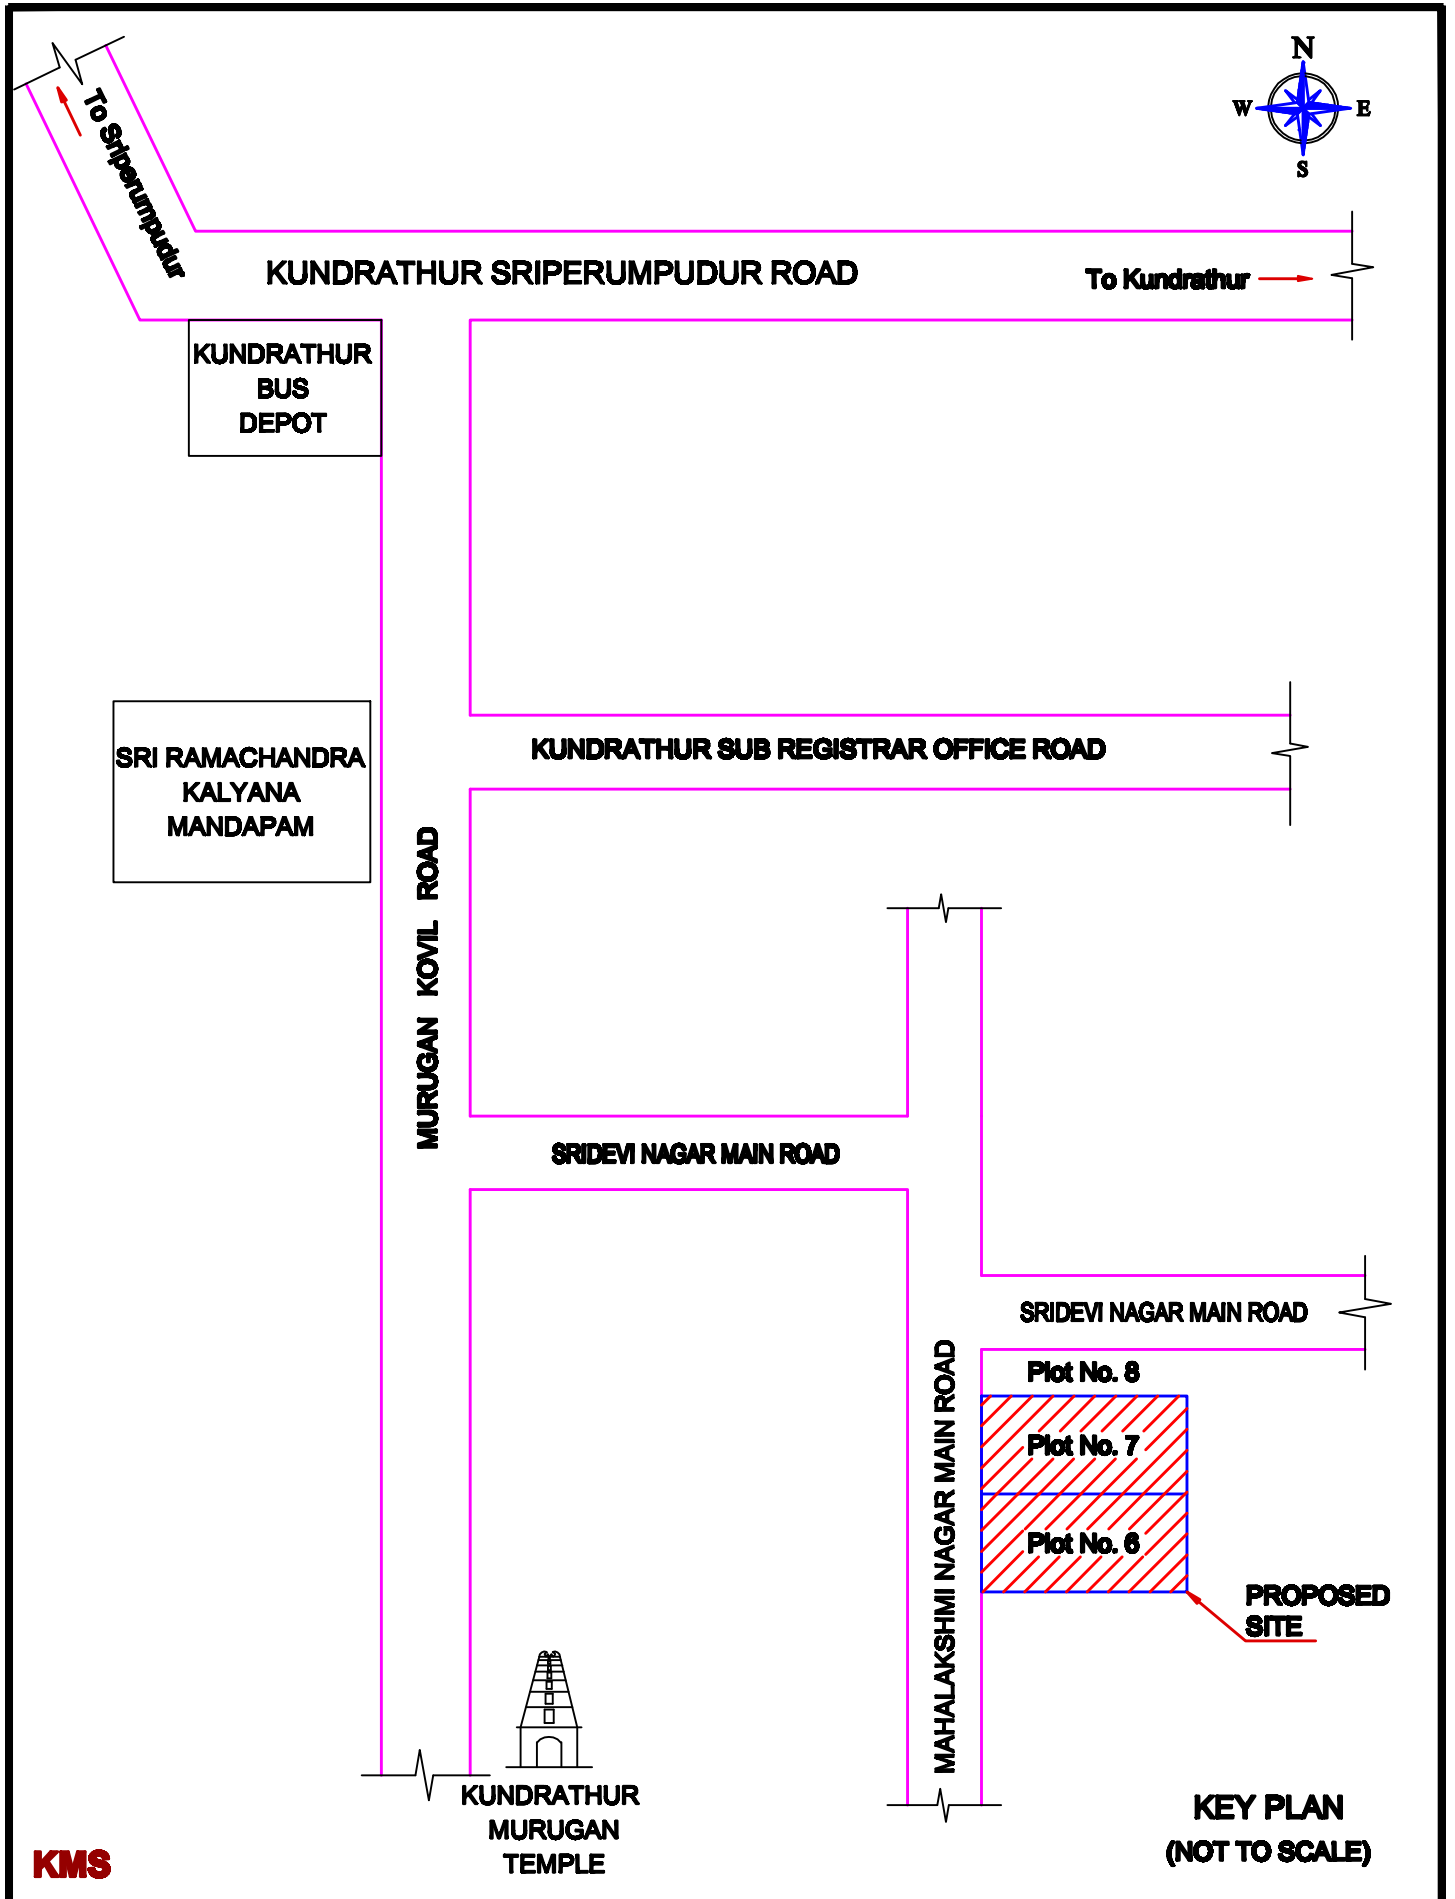 N
W
E
S
To Sriperumpudur
KUNDRATHUR SRIPERUMPUDUR ROAD
To Kundrathur
KUNDRATHUR
BUS
DEPOT
KUNDRATHUR SUB REGISTRAR OFFICE ROAD
SRI RAMACHANDRA
KALYANA
MANDAPAM
MURUGAN KOVIL ROAD
SRIDEVI NAGAR MAIN ROAD
SRIDEVI NAGAR MAIN ROAD
MAHALAKSHMI NAGAR MAIN ROAD
Plot No. 8
Plot No. 7
Plot No. 6
PROPOSED
SITE
KUNDRATHUR
MURUGAN
TEMPLE
KEY PLAN
(NOT TO SCALE)
KMS